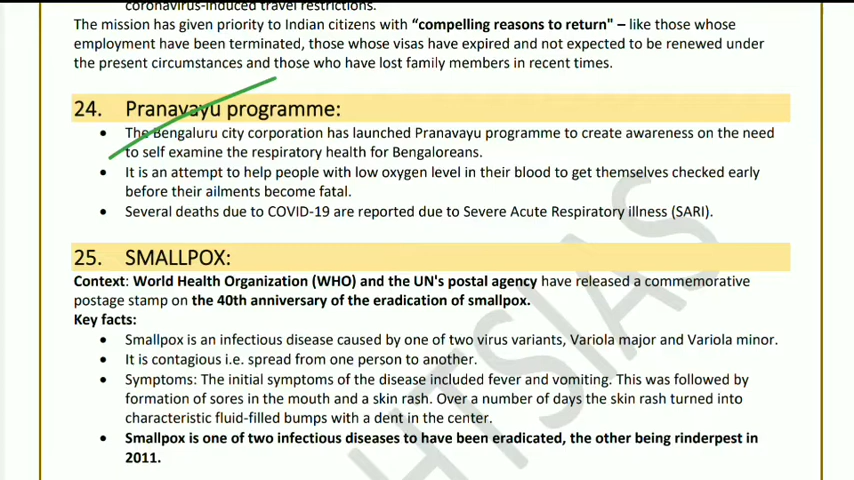 coronavirus-induced travel restrictions.
The mission has given priority to Indian citizens with “compelling reasons to return" – like those whose
employment have been terminated, those whose visas have expired and not expected to be renewed under
the present circumstances and those who have lost family members in recent times.
24. Pranavayu programme:
• The Bengaluru city corporation has launched Pranavayu programme to create awareness on the need
to self examine the respiratory health for Bengaloreans.
• It is an attempt to help people with low oxygen level in their blood to get themselves checked early
before their ailments become fatal.
• Several deaths due to COVID-19 are reported due to Severe Acute Respiratory illness (SARI).
25. SMALLPOX:
Context: World Health Organization (WHO) and the UN's postal agency have released a commemorative
postage stamp on the 40th anniversary of the eradication of smallpox.
Key facts:
• Smallpox is an infectious disease caused by one of two virus variants, Variola major and Variola minor.
• It is contagious i.e. spread from one person to another.
• Symptoms: The initial symptoms of the disease included fever and vomiting. This was followed by
formation of sores in the mouth and a skin rash. Over a number of days the skin rash turned into
characteristic fluid-filled bumps with a dent in the center.
• Smallpox is one of two infectious diseases to have been eradicated, the other being rinderpest in
2011.
HTSIAS